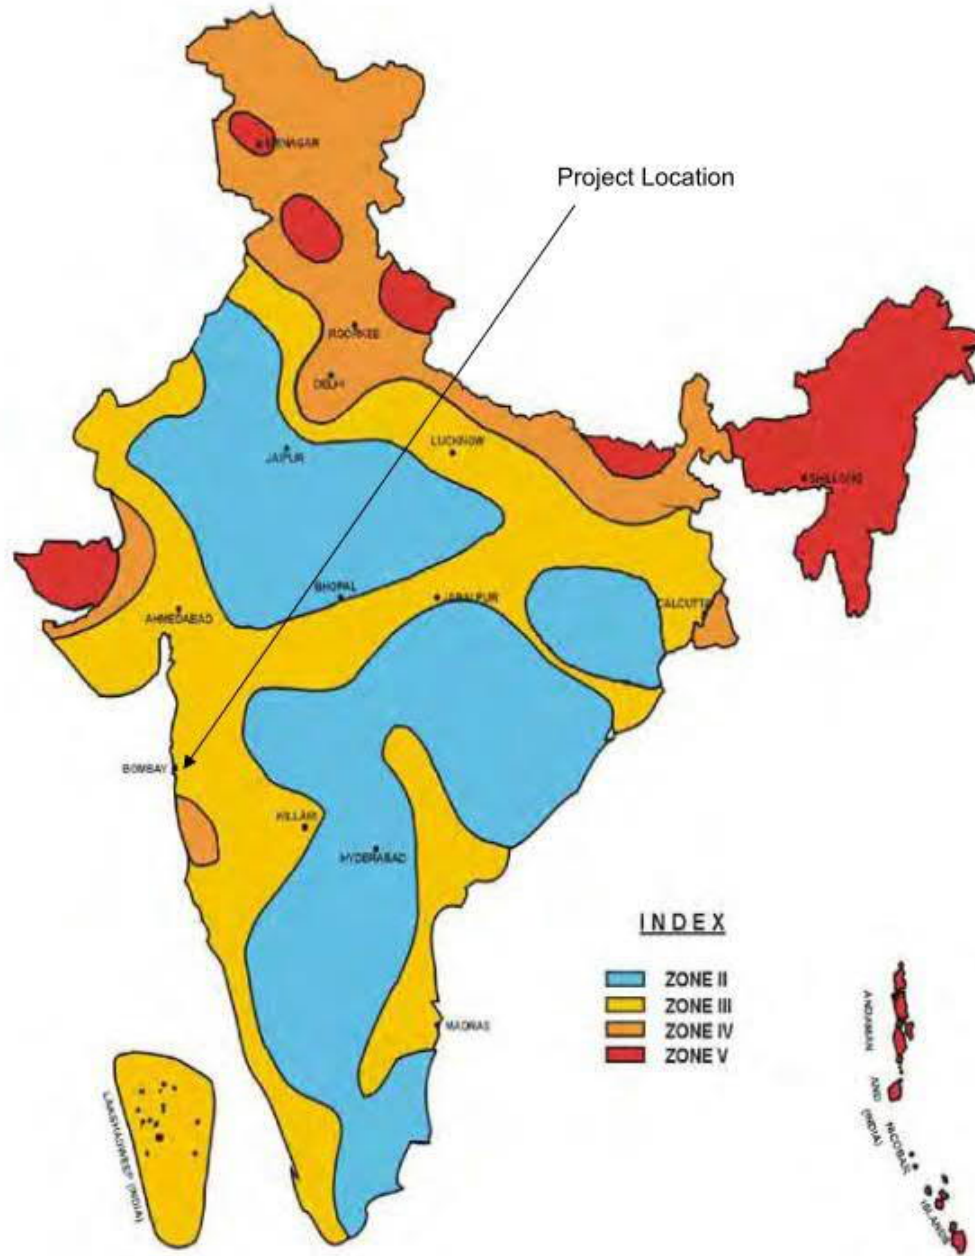 SRINAGAR
Project Location
ROORKEE
DELHI
LUCKNOW
JAIPUR
SHILLONG
BHOPAL
JABALPUR
CALCUTTA
AHMEDABAD
BOMBAY
KILLARI
HYDERABAD
INDEX
ZONE II
ZONE III
ZONE IV
ZONE V
MADRAS
ANDAMAN
AND
NICOBAR
(INDIA)
ISLANDS
LAKSHADWEEP (INDIA)